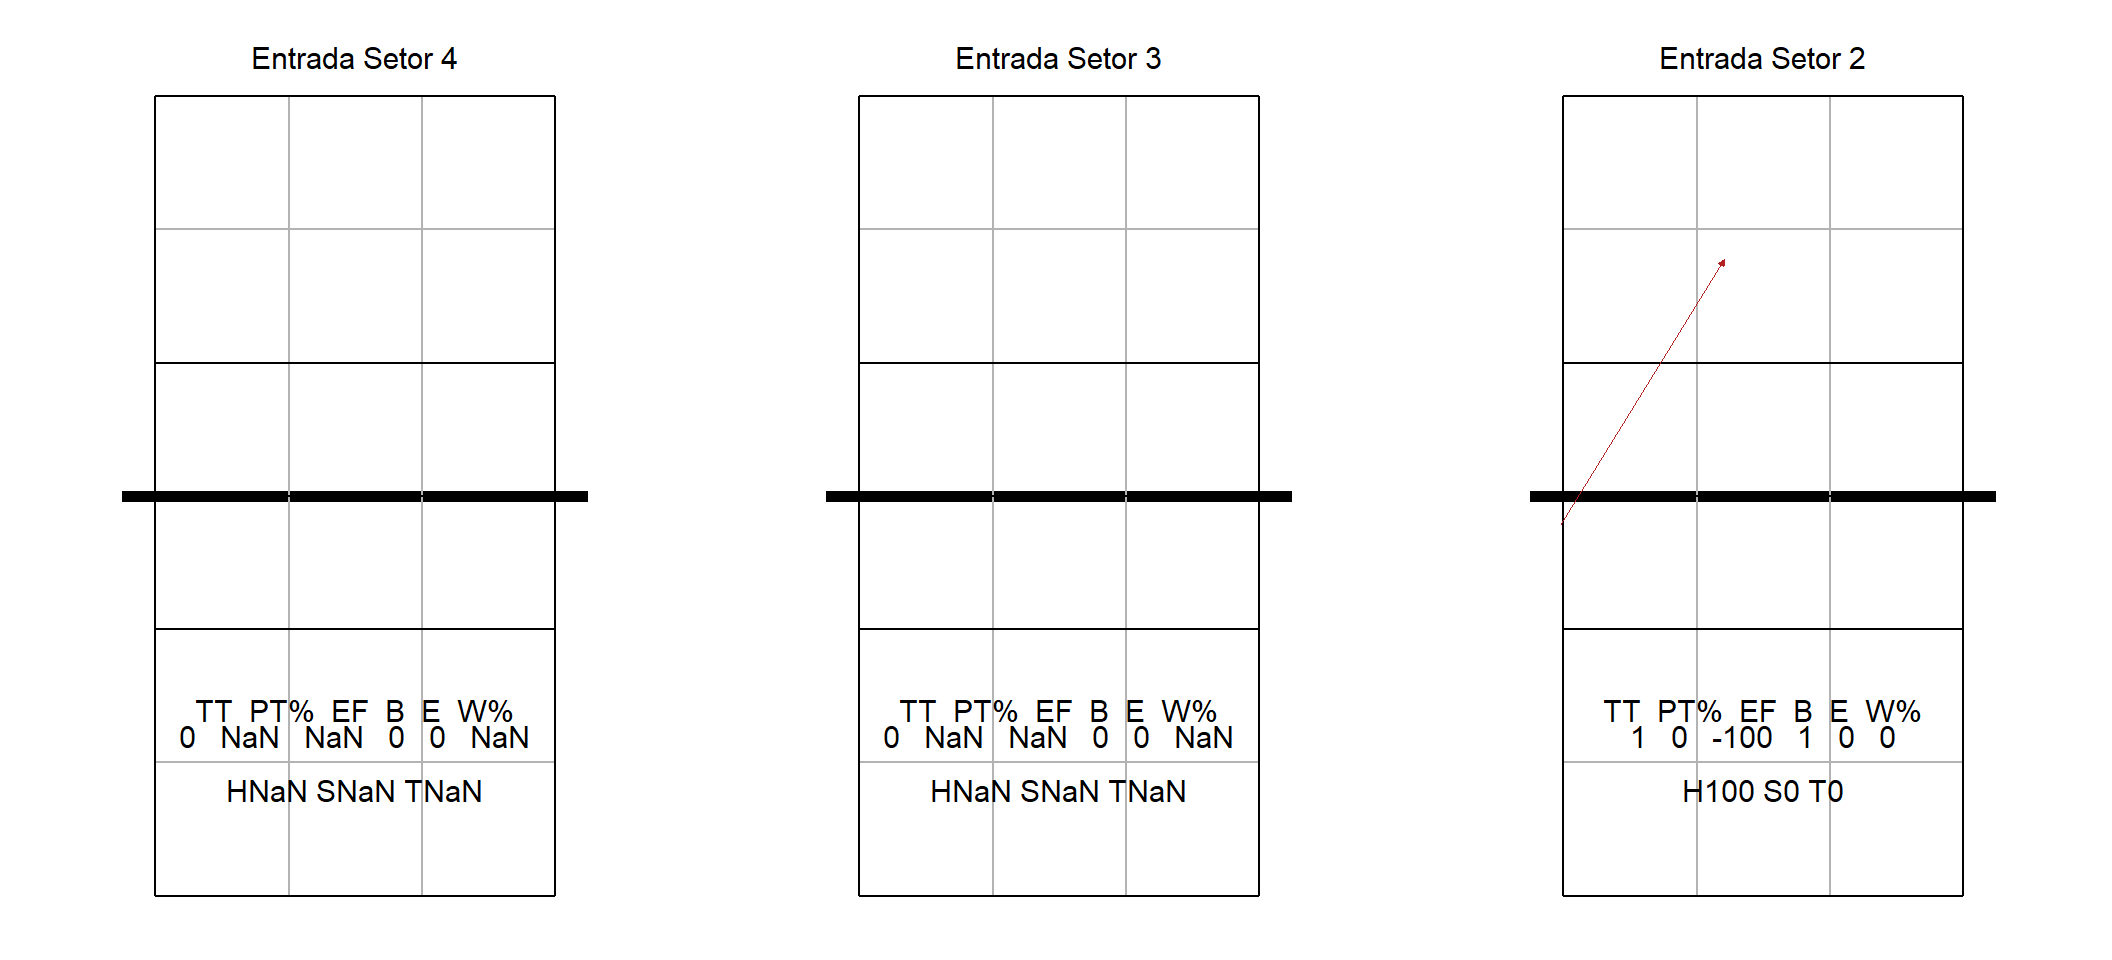 Entrada Setor 4
TT PT% EF B E W%
0 NaN NaN 0 0 NaN
HNaN SNaN TNaN
Entrada Setor 3
TT PT% EF B E W%
0 NaN NaN 0 0 NaN
HNaN SNaN TNaN
Entrada Setor 2
TT PT% EF B E W%
1 0 -100 1 0 0
H100 S0 T0